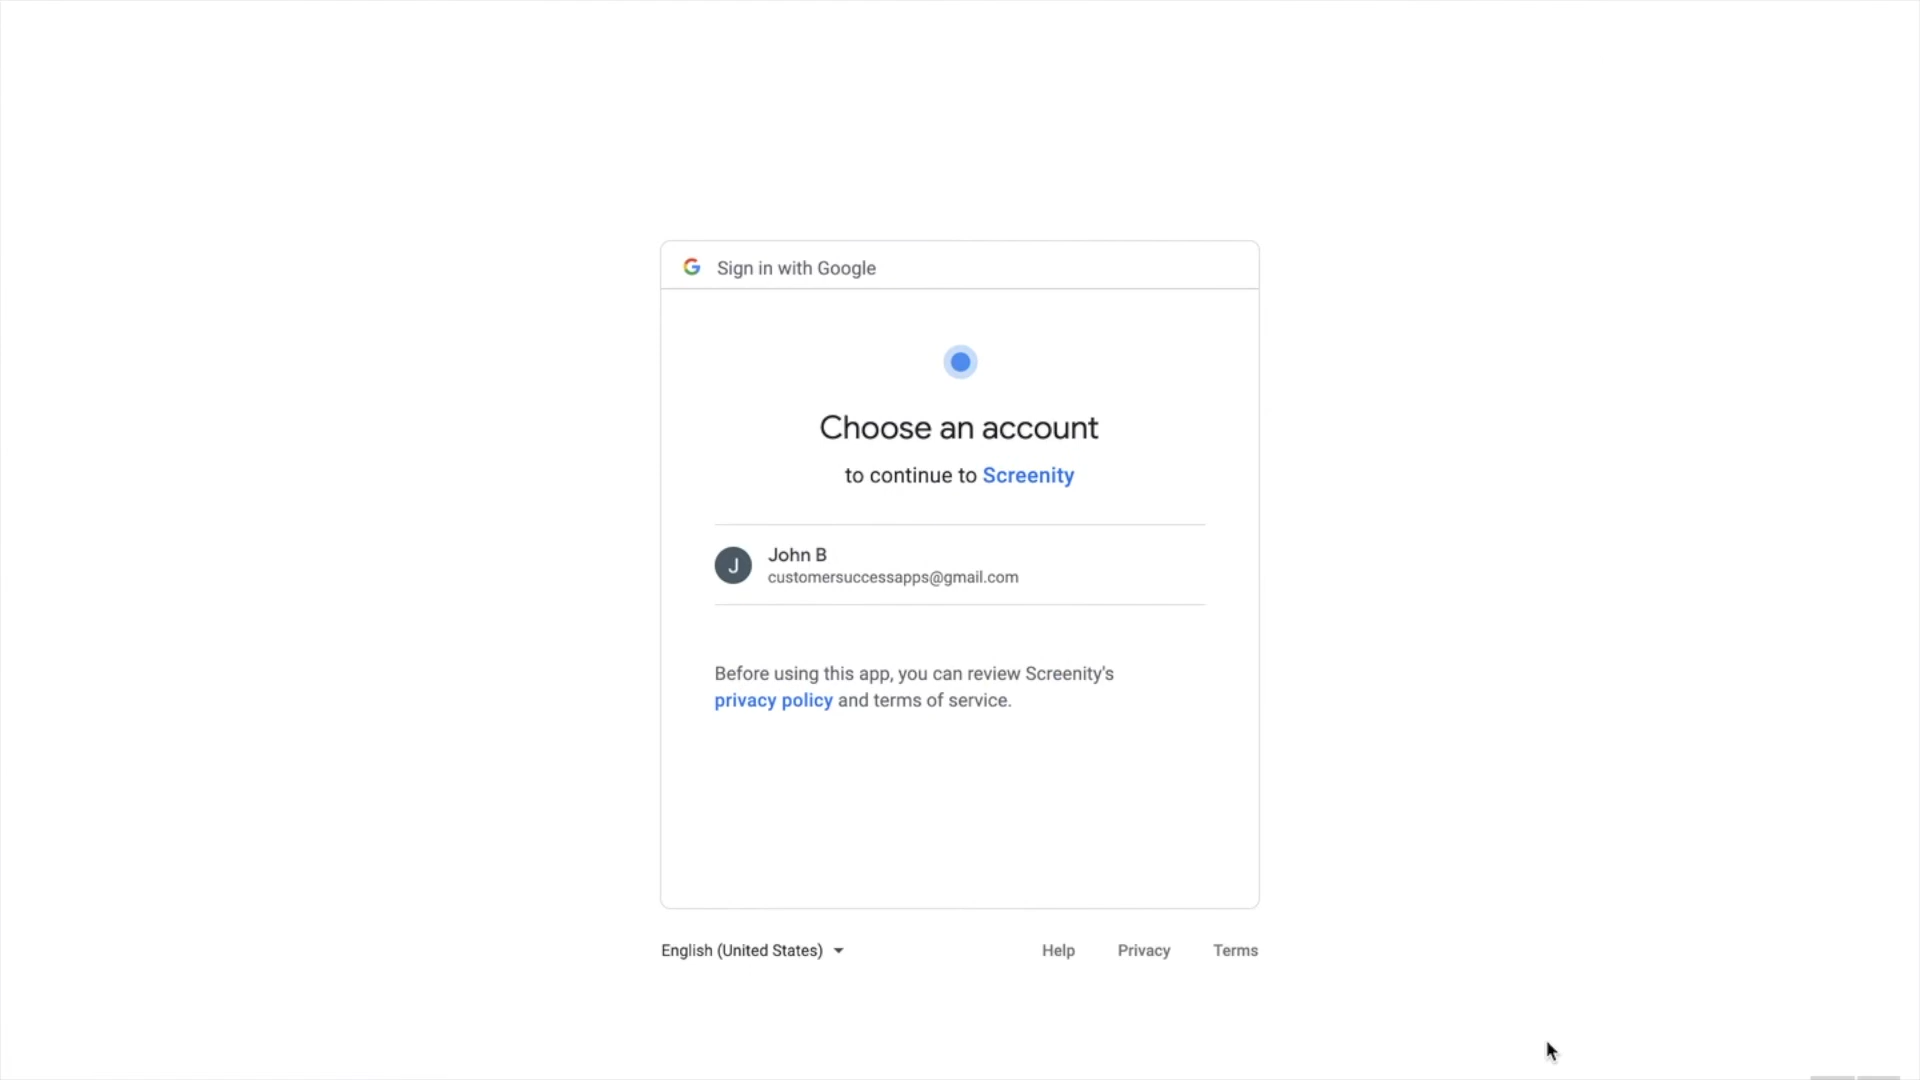 Sign in with Google
Choose an account
to continue to Screenity
J
John B
customersuccessapps@gmail.com
Before using this app, you can review Screenity's
privacy policy and terms of service.
English (United States)
Help
Privacy
Terms